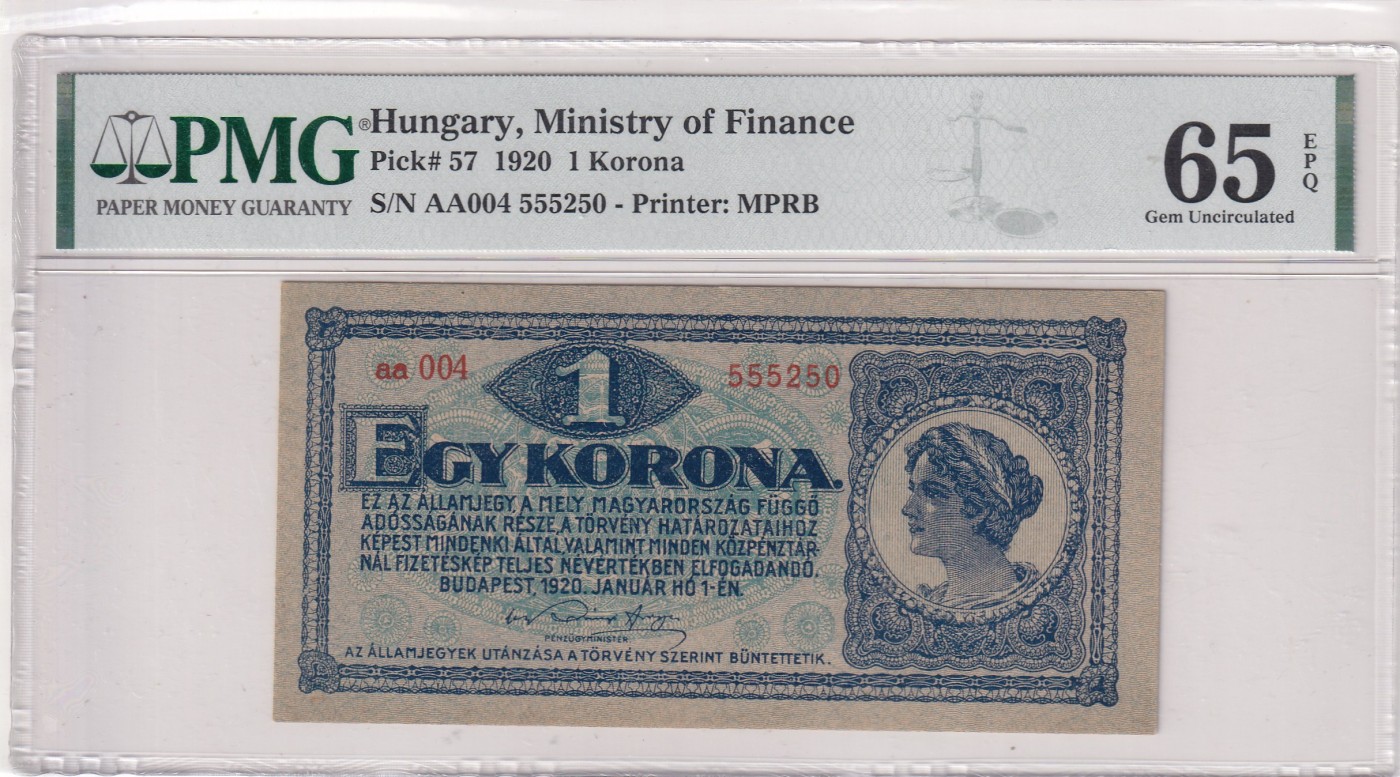 PMG®
PAPER MONEY GUARANTY
Hungary, Ministry of Finance
Pick# 57 1920 1 Korona
S/N AA004 555250 - Printer: MPRB
65
EPQ
Gem Uncirculated
aa 004
1
555250
EGY KORONA.
EZ AZ ÁLLAMJEGY, A MELY MAGYARORSZÁG FÜGGŐ
ADÓSSÁGÁNAK RÉSZE, A TÖRVÉNY HATÁROZATAIHOZ
KÉPEST MINDENKI ÁLTAL, VALAMINT MINDEN KÖZPÉNZTÁR-
NÁL FIZETÉSKÉP TELJES NÉVÉRTÉKBEN ELFOGADANDÓ.
BUDAPEST, 1920. JANUÁR HÓ 1-ÉN.
PÉNZÜGYMINISTER
AZ ÁLLAMJEGYEK UTÁNZÁSA A TÖRVÉNY SZERINT BÜNTETTETIK.